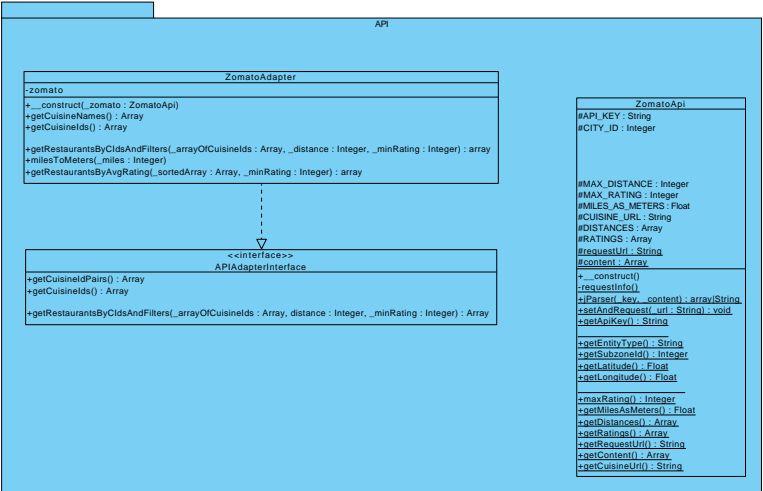 API
ZomatoAdapter
-zomato
+__construct(_zomato : ZomatoApi)
+getCuisineNames() : Array
+getCuisineIds() : Array
+getRestaurantsByCIdsAndFilters(_arrayOfCuisineIds : Array, _distance : Integer, _minRating : Integer) : array
+milesToMeters(_miles : Integer)
+getRestaurantsByAvgRating(_sortedArray : Array, _minRating : Integer) : array
<<interface>>
APIAdapterInterface
+getCuisineIdPairs() : Array
+getCuisineIds() : Array
+getRestaurantsByCIdsAndFilters(_arrayOfCuisineIds : Array, distance : Integer, _minRating : Integer) : Array
ZomatoApi
#API_KEY : String
#CITY_ID : Integer
#MAX_DISTANCE : Integer
#MAX_RATING : Integer
#MILES_AS_METERS : Float
#CUISINE_URL : String
#DISTANCES : Array
#RATINGS : Array
#requestUrl : String
#content : Array
+__construct()
-requestInfo()
+jParser(_key, _content) : array|String
+setAndRequest(_url : String) : void
+getApiKey() : String
+getEntityType() : String
+getSubzoneId() : Integer
+getLatitude() : Float
+getLongitude() : Float
+maxRating() : Integer
+getMilesAsMeters() : Float
+getDistances() : Array
+getRatings() : Array
+getRequestUrl() : String
+getContent() : Array
+getCuisineUrl() : String